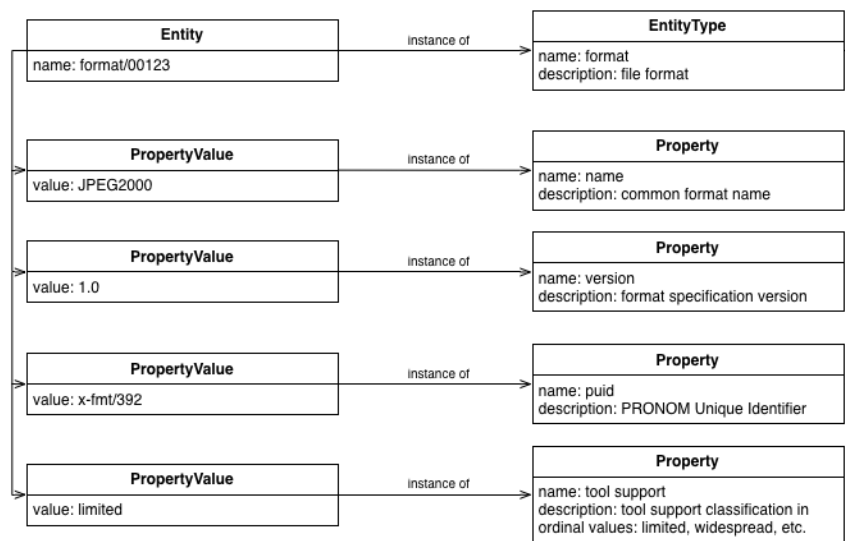 Entity
name: format/00123
instance of
EntityType
name: format
description: file format
PropertyValue
value: JPEG2000
instance of
Property
name: name
description: common format name
PropertyValue
value: 1.0
instance of
Property
name: version
description: format specification version
PropertyValue
value: x-fmt/392
instance of
Property
name: puid
description: PRONOM Unique Identifier
PropertyValue
value: limited
instance of
Property
name: tool support
description: tool support classification in
ordinal values: limited, widespread, etc.